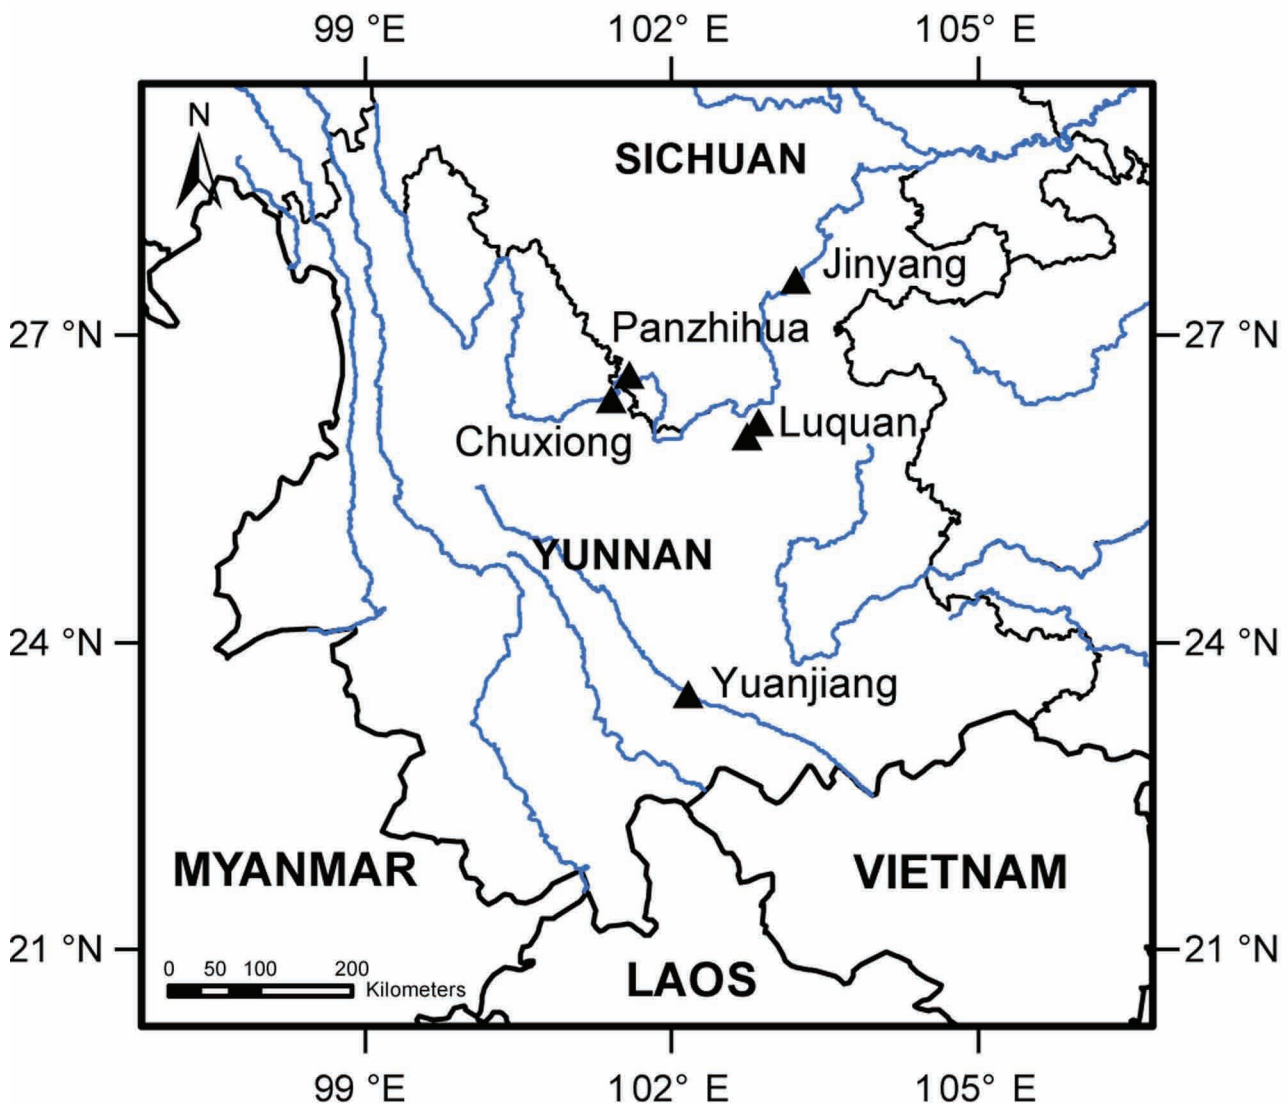 99 °E 102° E 105° E
N
SICHUAN
Jinyang
Panzhihua
27 °N 27 °N
Luquan
Chuxiong
YUNNAN
24 °N 24 °N
Yuanjiang
MYANMAR VIETNAM
21 °N 21 °N
0 50 100 200
Kilometers
LAOS
99 °E 102° E 105° E